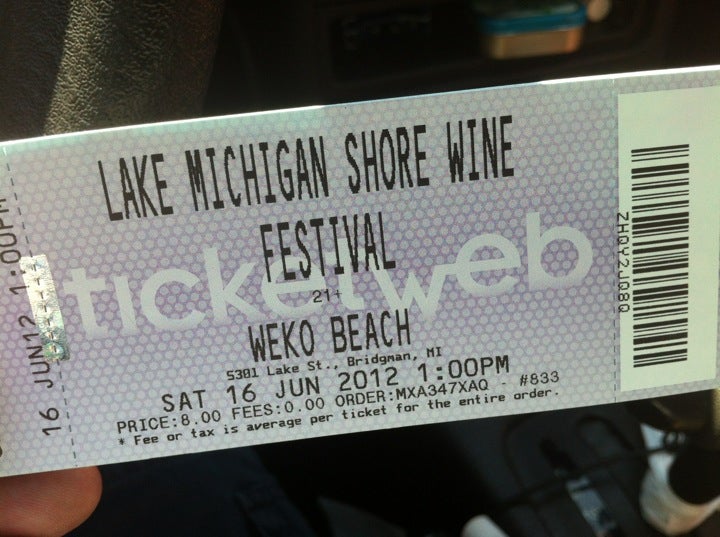 LAKE MICHIGAN SHORE WINE
FESTIVAL
ticketweb
21+
WEKO BEACH
5301 Lake St., Bridgman, MI
SAT 16 JUN 2012 1:00PM
PRICE:8.00 FEES:0.00 ORDER:MXA347XAQ - #833
* Fee or tax is average per ticket for the entire order.
16 JUN12 1:00PM
ZHQY2JQ8Q